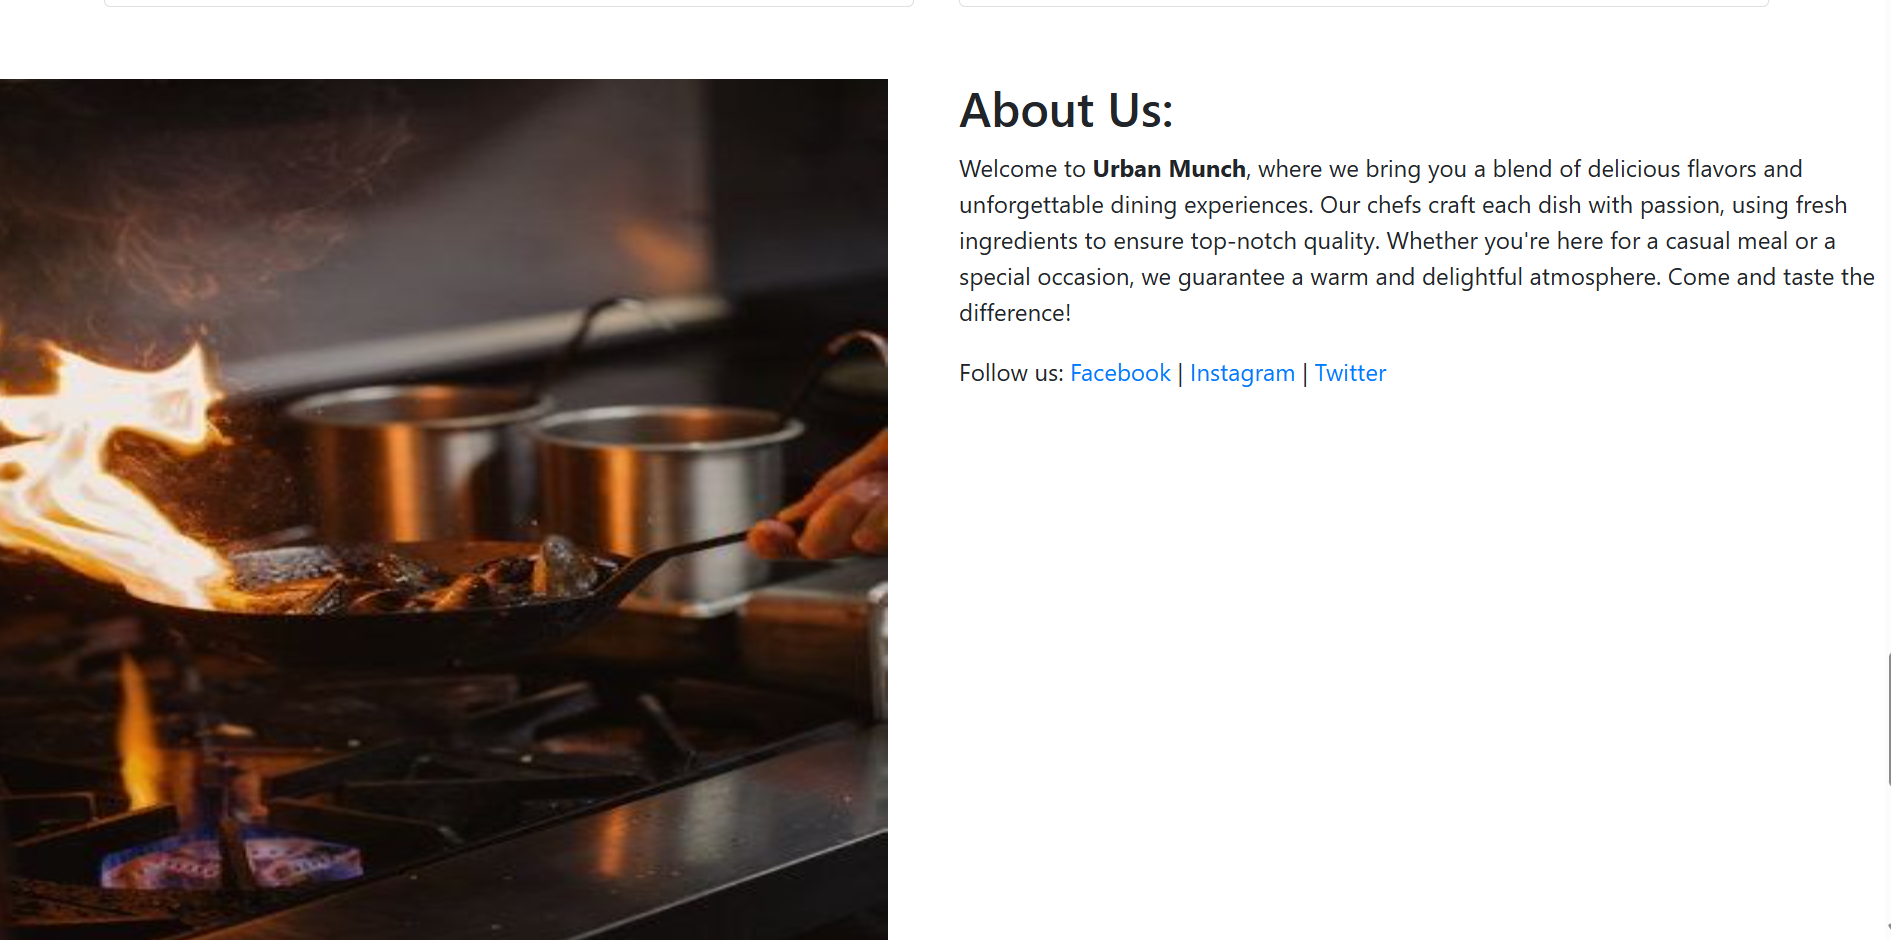 About Us:
Welcome to Urban Munch, where we bring you a blend of delicious flavors and
unforgettable dining experiences. Our chefs craft each dish with passion, using fresh
ingredients to ensure top-notch quality. Whether you're here for a casual meal or a
special occasion, we guarantee a warm and delightful atmosphere. Come and taste the
difference!
Follow us: Facebook | Instagram | Twitter